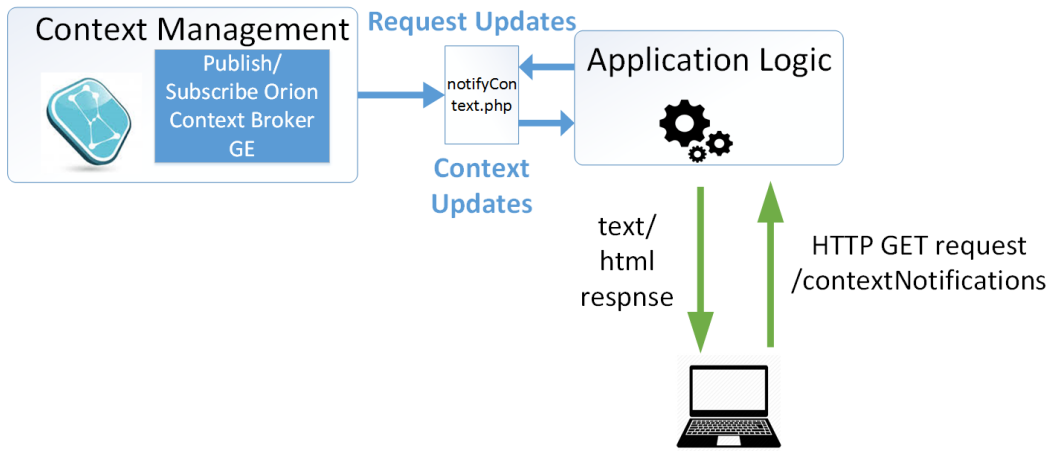 Context Management
Publish/
Subscribe Orion
Context Broker
GE
Request Updates
notifyCon
text.php
Context
Updates
Application Logic
text/
html
respnse
HTTP GET request
/contextNotifications